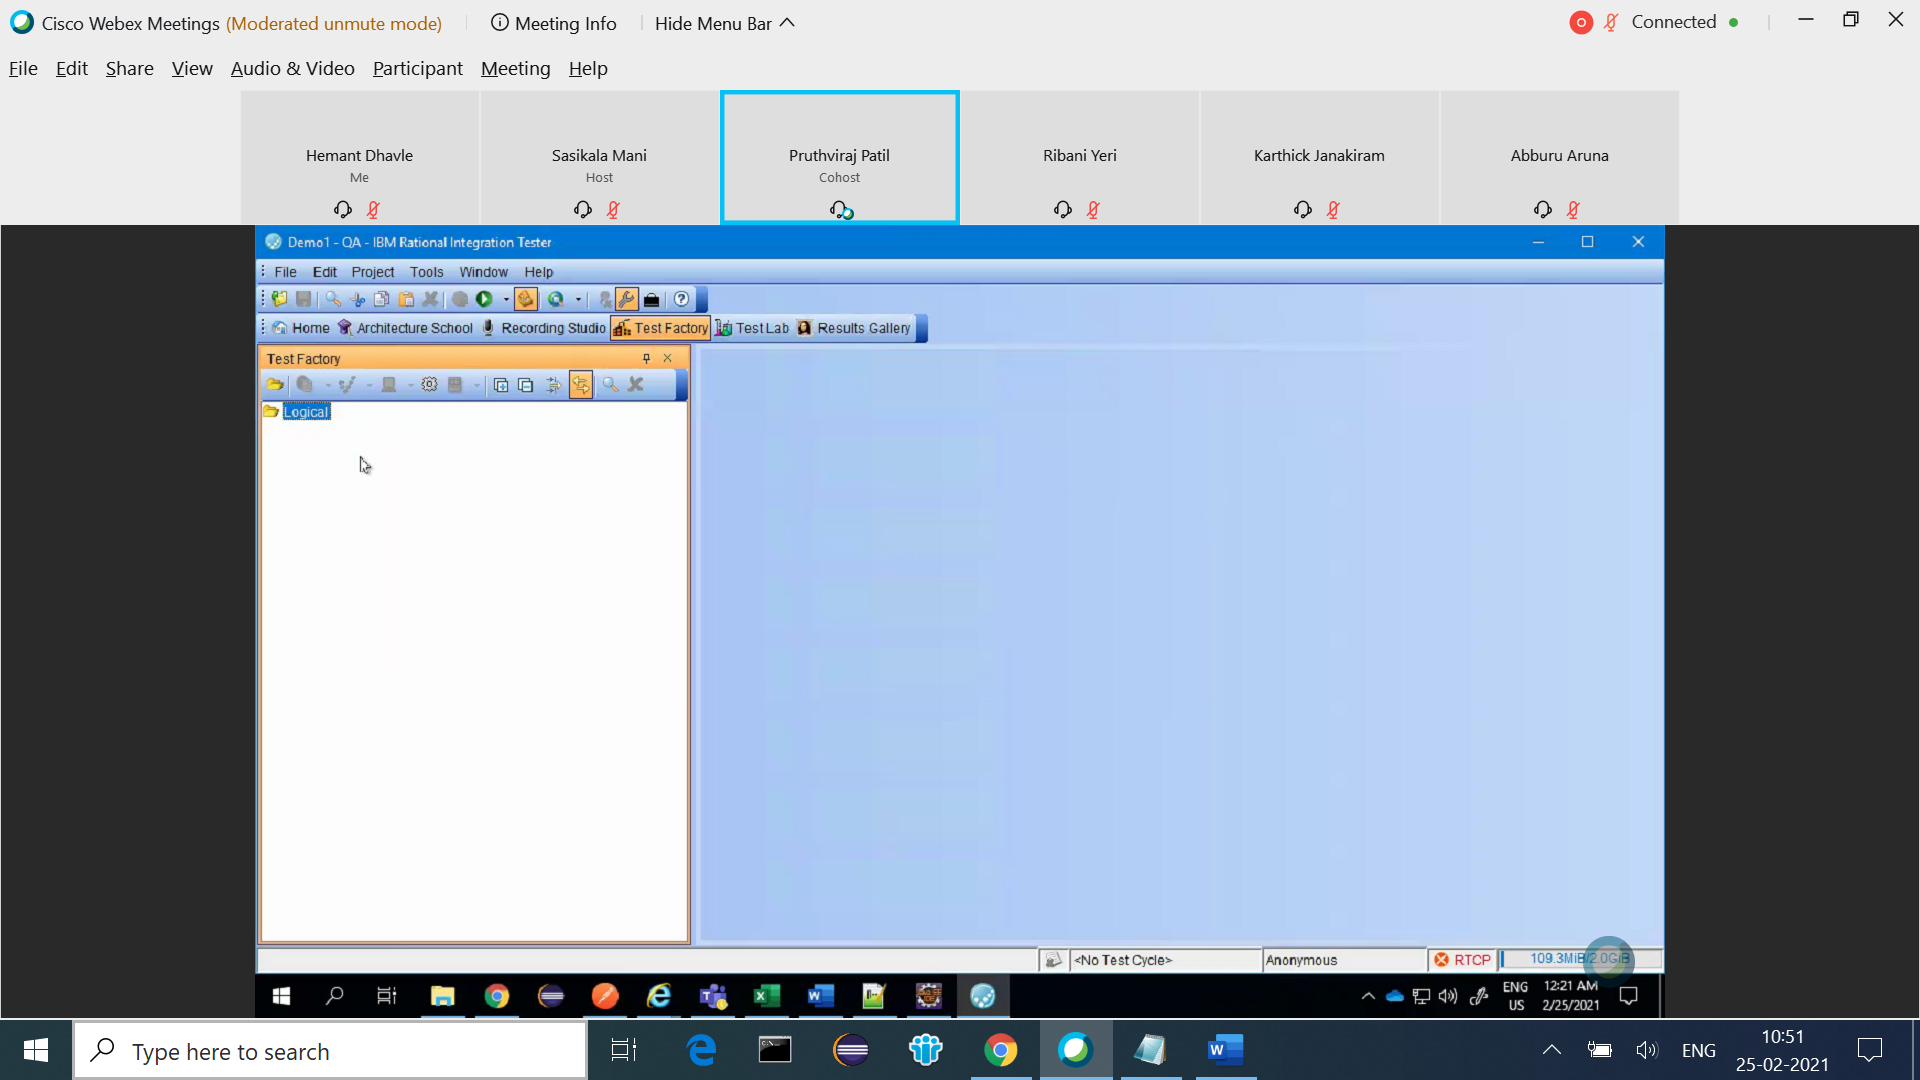 Cisco Webex Meetings (Moderated unmute mode) Meeting Info Hide Menu Bar Connected
File Edit Share View Audio & Video Participant Meeting Help
Hemant Dhavle Sasikala Mani Pruthviraj Patil Ribani Yeri Karthick Janakiram Abburu Aruna
Me Host Cohost
Demo1 - QA - IBM Rational Integration Tester
File Edit Project Tools Window Help
Home Architecture School Recording Studio Test Factory Test Lab Results Gallery
Test Factory
Logical
<No Test Cycle> Anonymous RTCP 109.3MiB/2.0GiB
ENG 12:21 AM
US 2/25/2021
Type here to search ENG 10:51
25-02-2021